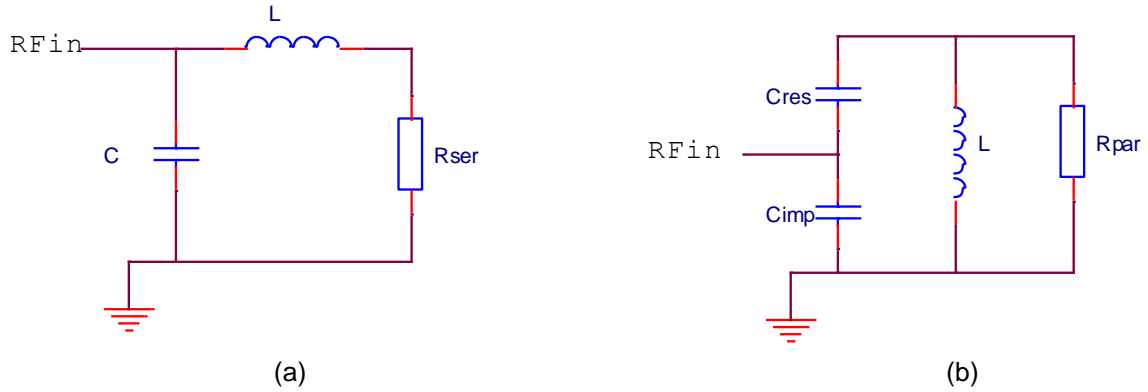 L
RFin
C
Rser
(a)
Cres
RFin
L
Rpar
Cimp
(b)